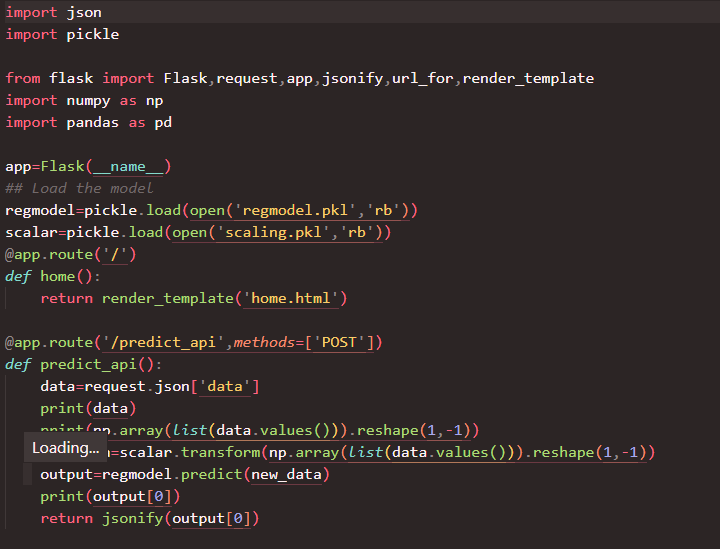 import json
import pickle
from flask import Flask,request,app,jsonify,url_for,render_template
import numpy as np
import pandas as pd
app=Flask(__name__)
## Load the model
regmodel=pickle.load(open('regmodel.pkl','rb'))
scalar=pickle.load(open('scaling.pkl','rb'))
@app.route('/')
def home():
    return render_template('home.html')
@app.route('/predict_api',methods=['POST'])
def predict_api():
    data=request.json['data']
    print(data)
    print(np.array(list(data.values())).reshape(1,-1))
Loading...
=scalar.transform(np.array(list(data.values())).reshape(1,-1))
    output=regmodel.predict(new_data)
    print(output[0])
    return jsonify(output[0])